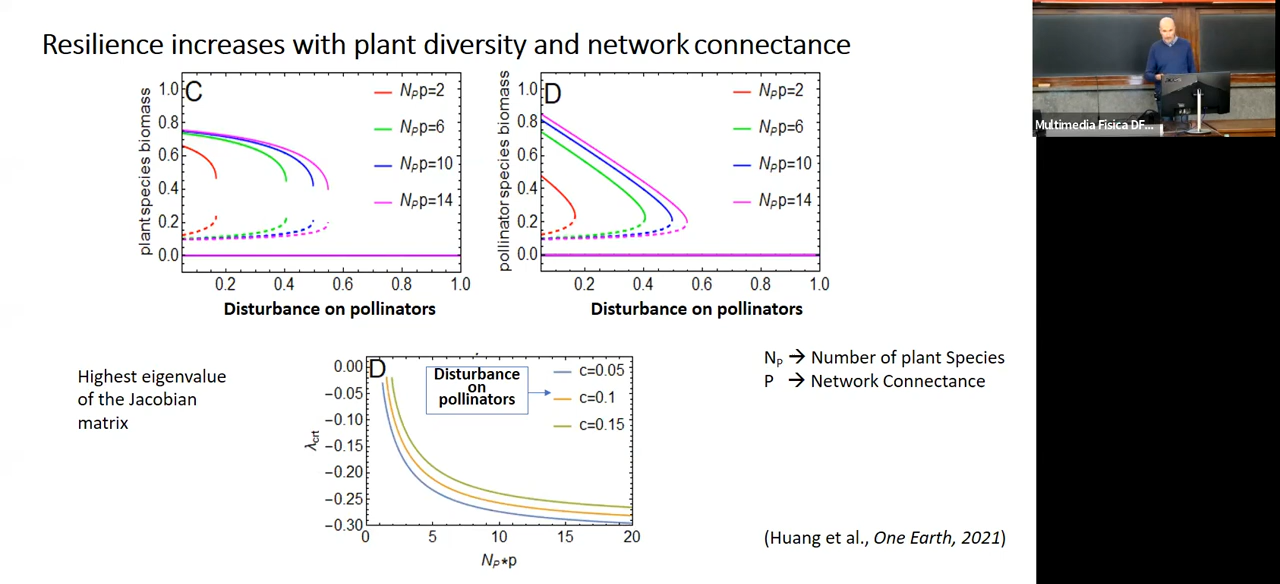 Resilience increases with plant diversity and network connectance
plant species biomass
1.0
0.8
0.6
0.4
0.2
0.0
C
N_P p=2
N_P p=6
N_P p=10
N_P p=14
0.2 0.4 0.6 0.8 1.0
Disturbance on pollinators
pollinator species biomass
1.0
0.8
0.6
0.4
0.2
0.0
D
N_P p=2
N_P p=6
N_P p=10
N_P p=14
0.2 0.4 0.6 0.8 1.0
Disturbance on pollinators
Multimedia Fisica DF...
Highest eigenvalue
of the Jacobian
matrix
λcrt
0.00
−0.05
−0.10
−0.15
−0.20
−0.25
−0.30
D
Disturbance
on
pollinators
c=0.05
c=0.1
c=0.15
0 5 10 15 20
N_P*p
N_P → Number of plant Species
P → Network Connectance
(Huang et al., One Earth, 2021)